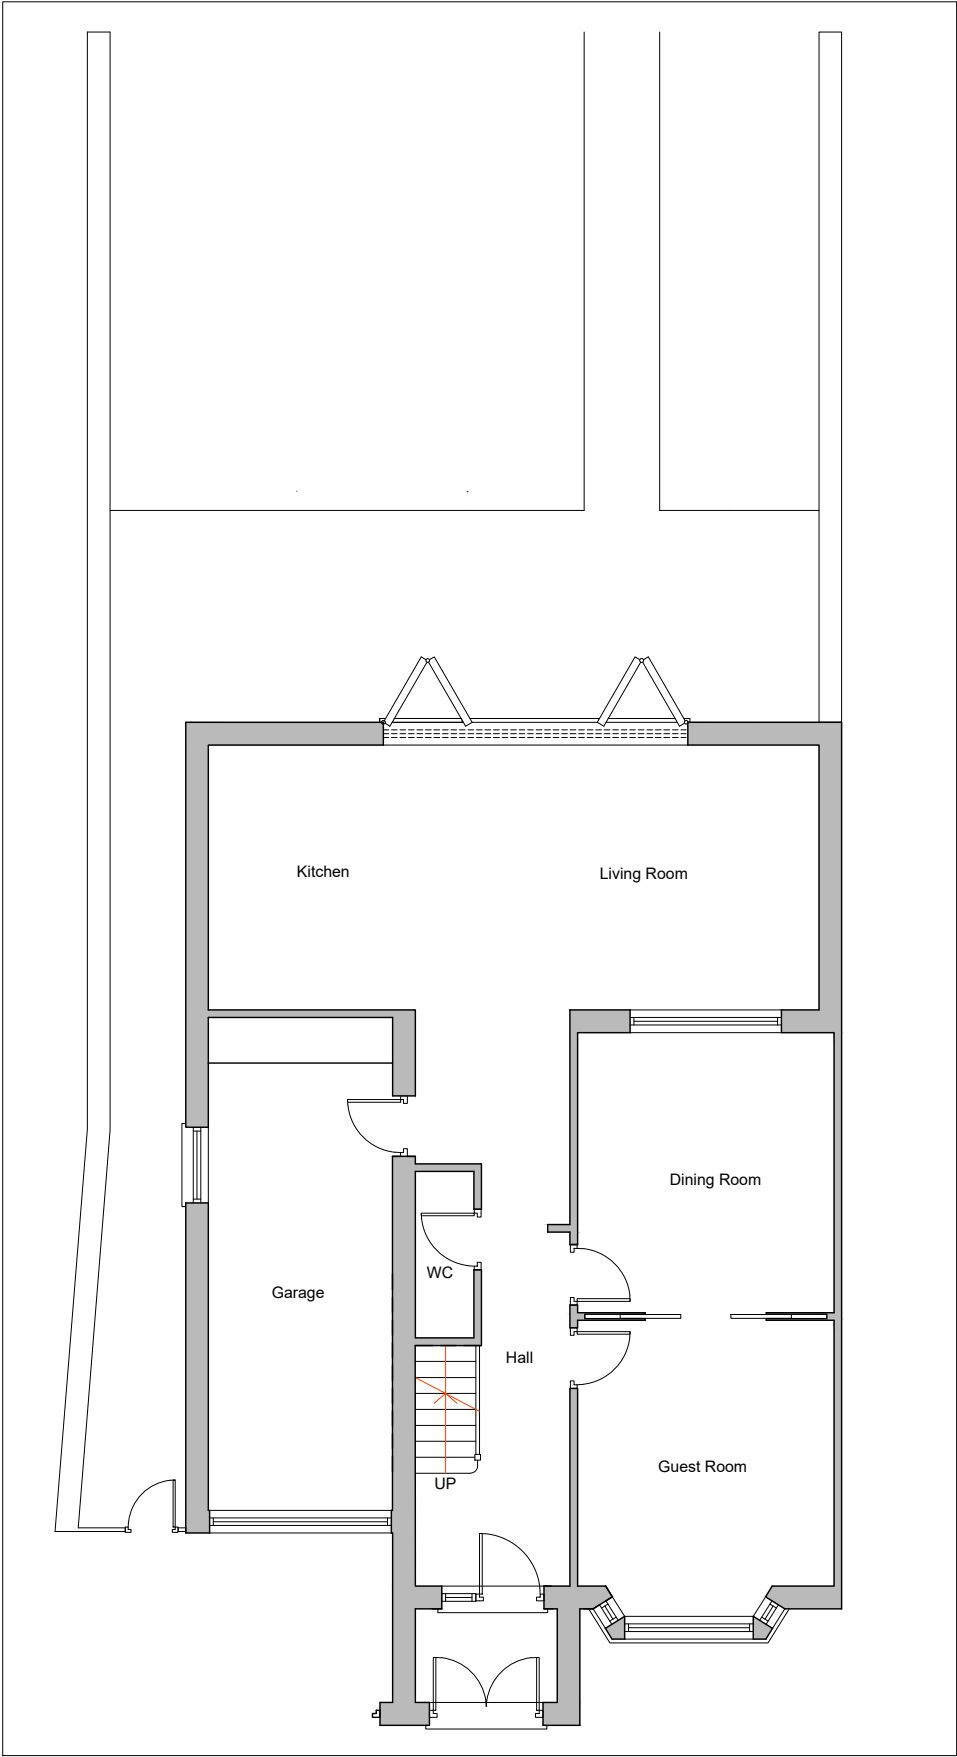 Kitchen
Living Room
Dining Room
WC
Garage
Hall
Guest Room
UP